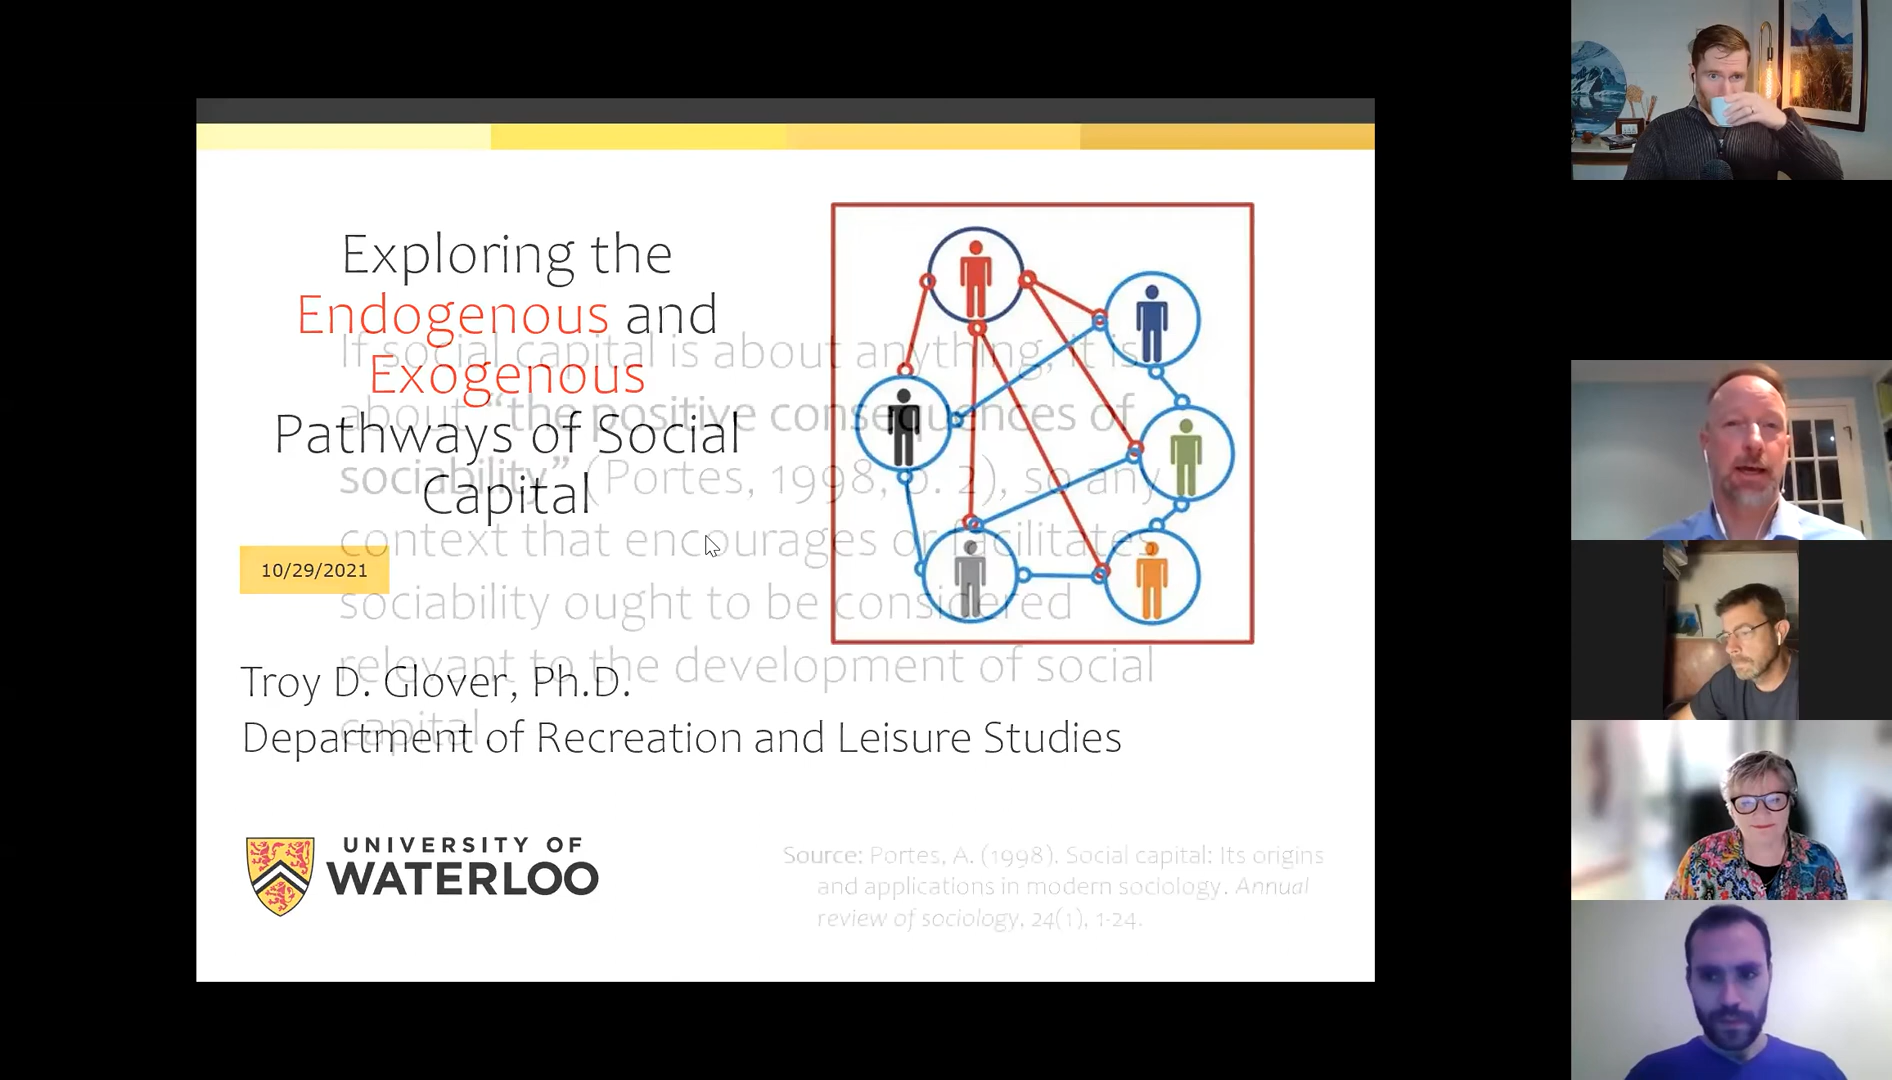 Exploring the
Endogenous and
Exogenous
Pathways of Social
Capital
10/29/2021
Troy D. Glover, Ph.D.
Department of Recreation and Leisure Studies
UNIVERSITY OF
WATERLOO
If social capital is about anything, it is
about “the positive consequences of
sociability” (Portes, 1998, p. 2), so any
context that encourages or facilitates
sociability ought to be considered
relevant to the development of social
capital.
Source: Portes, A. (1998). Social capital: Its origins
and applications in modern sociology. Annual
review of sociology, 24(1), 1-24.